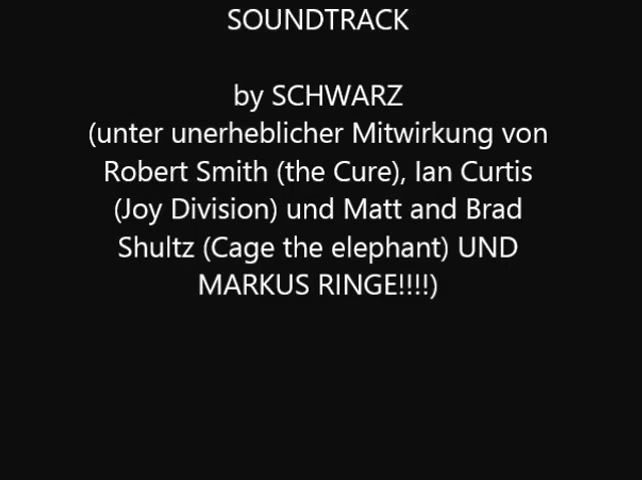 SOUNDTRACK
by SCHWARZ
(unter unerheblicher Mitwirkung von
Robert Smith (the Cure), Ian Curtis
(Joy Division) und Matt and Brad
Shultz (Cage the elephant) UND
MARKUS RINGE!!!!)